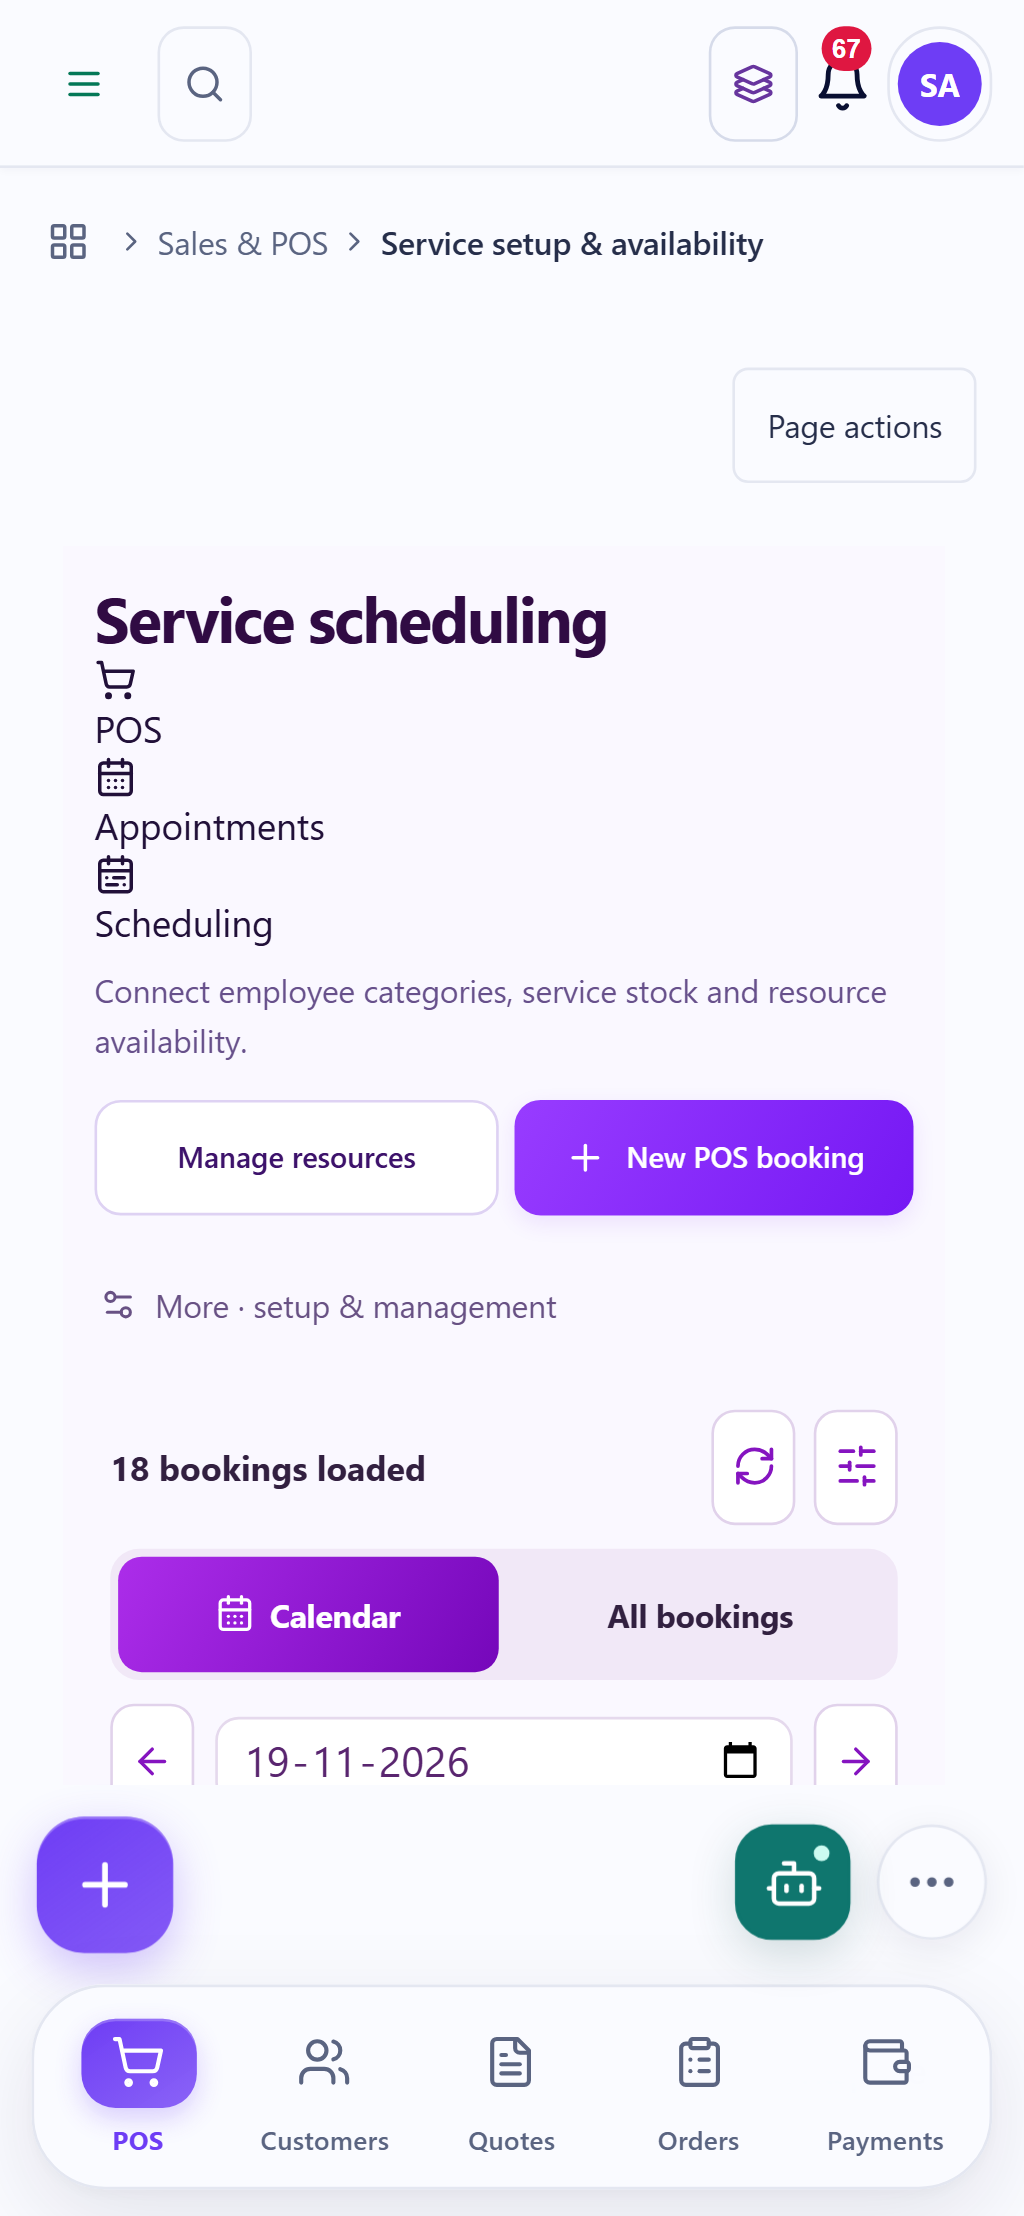 67
SA
Sales & POS
Service setup & availability
Page actions
Service scheduling
POS
Appointments
Scheduling
Connect employee categories, service stock and resource
availability.
Manage resources
New POS booking
More · setup & management
18 bookings loaded
Calendar
All bookings
19-11-2026
POS
Customers
Quotes
Orders
Payments